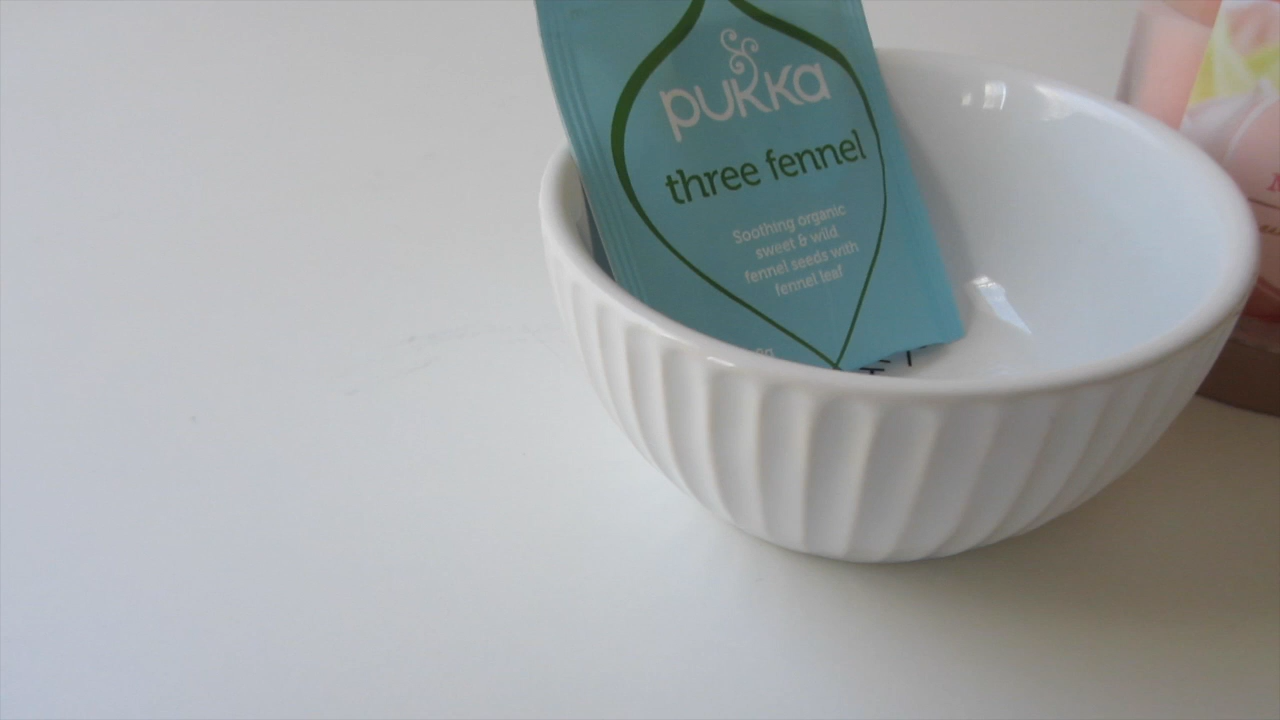 pukka
three fennel
Soothing organic
sweet & wild
fennel seeds with
fennel leaf